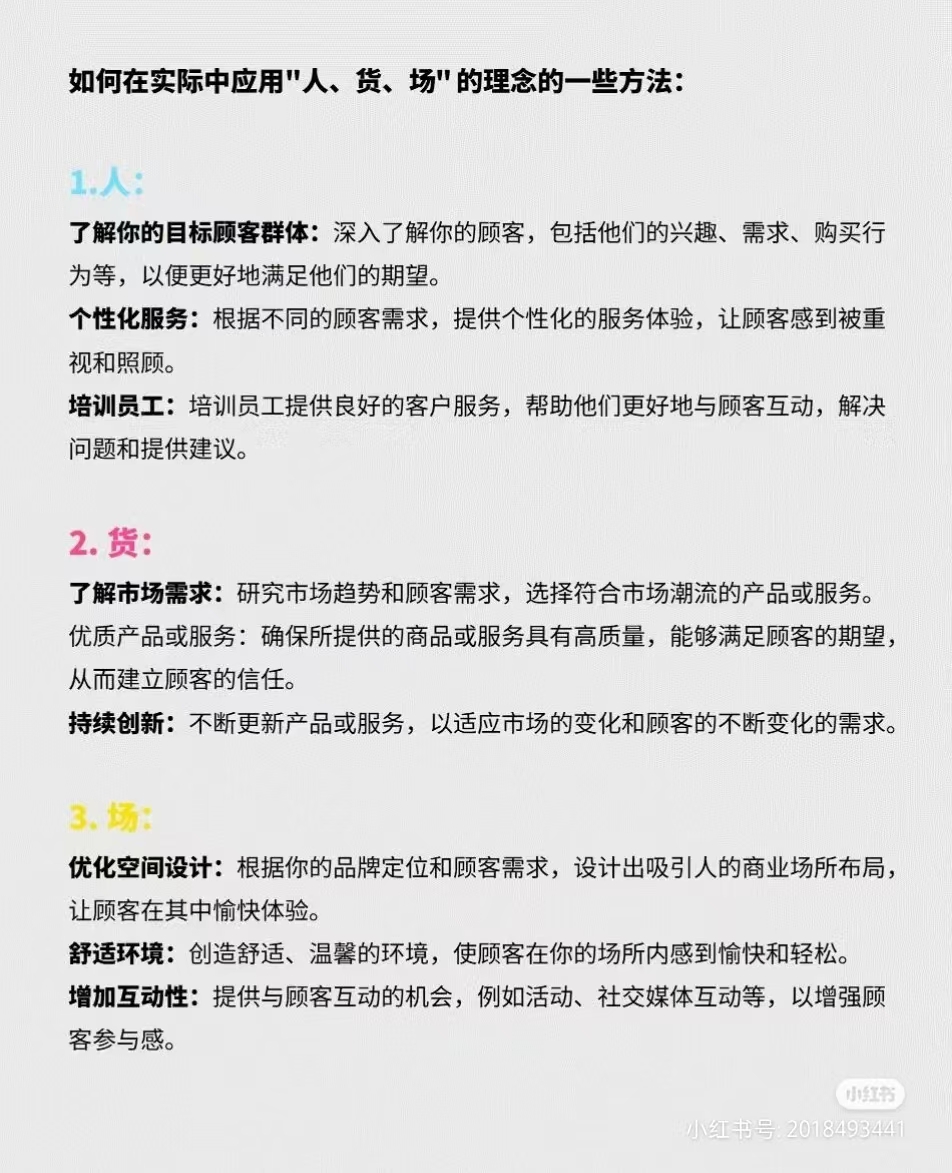 如何在实际中应用"人、货、场"的理念的一些方法：
1.人：
了解你的目标顾客群体：深入了解你的顾客，包括他们的兴趣、需求、购买行
为等，以便更好地满足他们的期望。
个性化服务：根据不同的顾客需求，提供个性化的服务体验，让顾客感到被重
视和照顾。
培训员工：培训员工提供良好的客户服务，帮助他们更好地与顾客互动，解决
问题和提供建议。
2. 货：
了解市场需求：研究市场趋势和顾客需求，选择符合市场潮流的产品或服务。
优质产品或服务：确保所提供的商品或服务具有高质量，能够满足顾客的期望，
从而建立顾客的信任。
持续创新：不断更新产品或服务，以适应市场的变化和顾客的不断变化的需求。
3. 场：
优化空间设计：根据你的品牌定位和顾客需求，设计出吸引人的商业场所布局，
让顾客在其中愉快体验。
舒适环境：创造舒适、温馨的环境，使顾客在你的场所内感到愉快和轻松。
增加互动性：提供与顾客互动的机会，例如活动、社交媒体互动等，以增强顾
客参与感。
小红书
小红书号: 2018493441